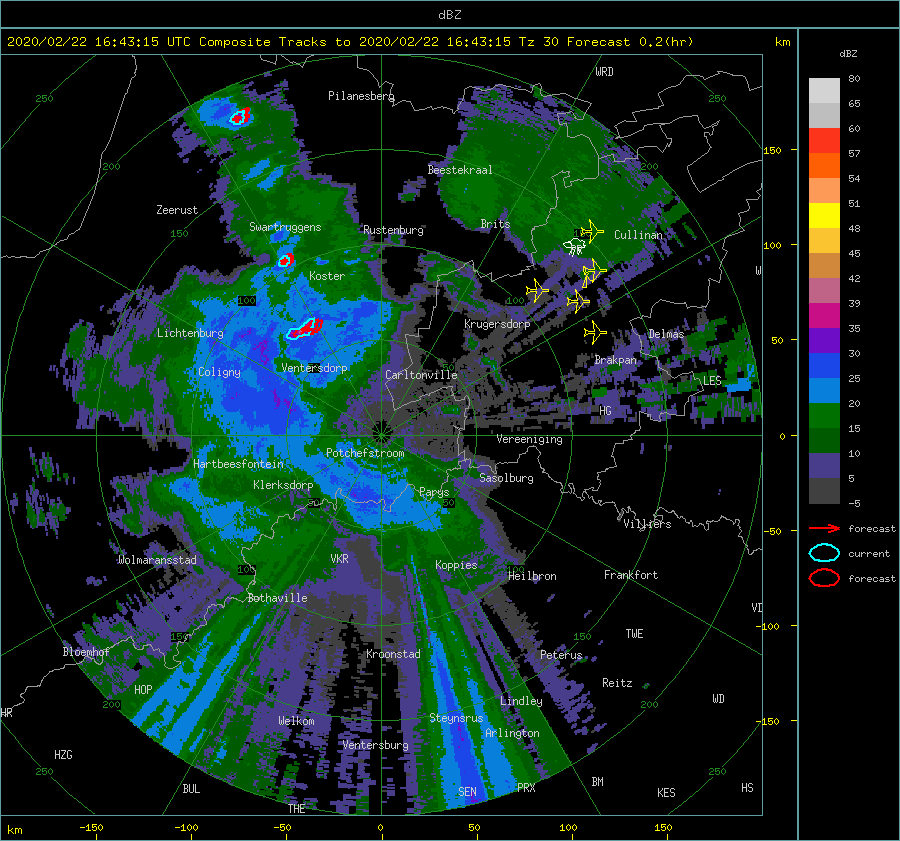 dBZ
2020/02/22 16:43:15 UTC Composite Tracks to 2020/02/22 16:43:15 Tz 30 Forecast 0.2(hr)
km
dBZ
WRD
80
250
Pilanesberg
250
65
60
150
57
200
Beestekraal
200
54
Zeerust
51
Swartruggens
Rustenburg
Brits
Cullinan
150
48
100
45
Koster
W
42
100
100
39
Lichtenburg
Krugersdorp
Delmas
35
50
30
Coligny
Ventersdorp
Carltonville
Brakpan
LES
25
HG
20
0
Vereeniging
15
Potchefstroom
10
Hartbeesfontein
Klerksdorp
Sasolburg
5
50
Parys
50
-5
Villiers
forecast
-50
current
Wolmaransstad
VKR
Koppies
100
100
Heilbron
Frankfort
forecast
Bothaville
VI
-100
150
150
TWE
Bloemhof
Kroonstad
Peterus
HOP
Reitz
200
Lindley
200
WD
HR
Welkom
Steynsrus
-150
Arlington
Ventersburg
HZG
250
250
BUL
SEN
PRX
BM
KES
HS
THE
km
-150
-100
-50
0
50
100
150